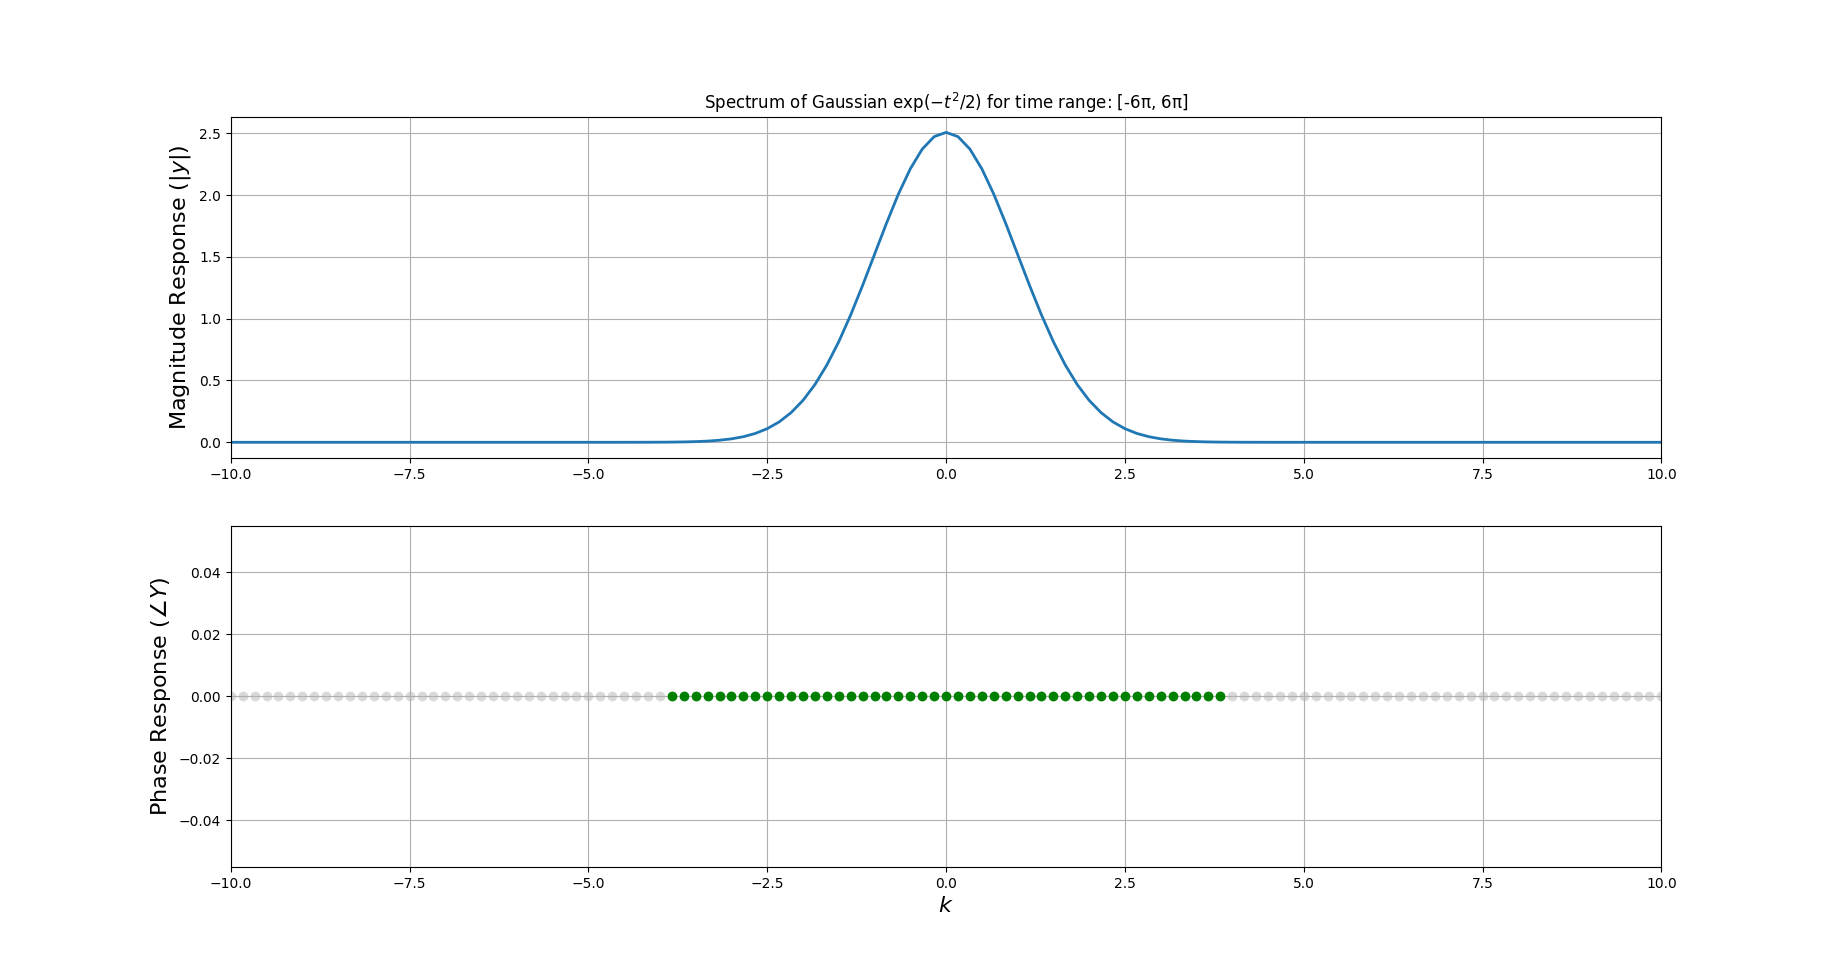 Spectrum of Gaussian exp(−t²/2) for time range: [-6π, 6π]
Magnitude Response (|y|)
2.5
2.0
1.5
1.0
0.5
0.0
−10.0 −7.5 −5.0 −2.5 0.0 2.5 5.0 7.5 10.0
Phase Response (∠Y)
0.04
0.02
0.00
−0.02
−0.04
−10.0 −7.5 −5.0 −2.5 0.0 2.5 5.0 7.5 10.0
k